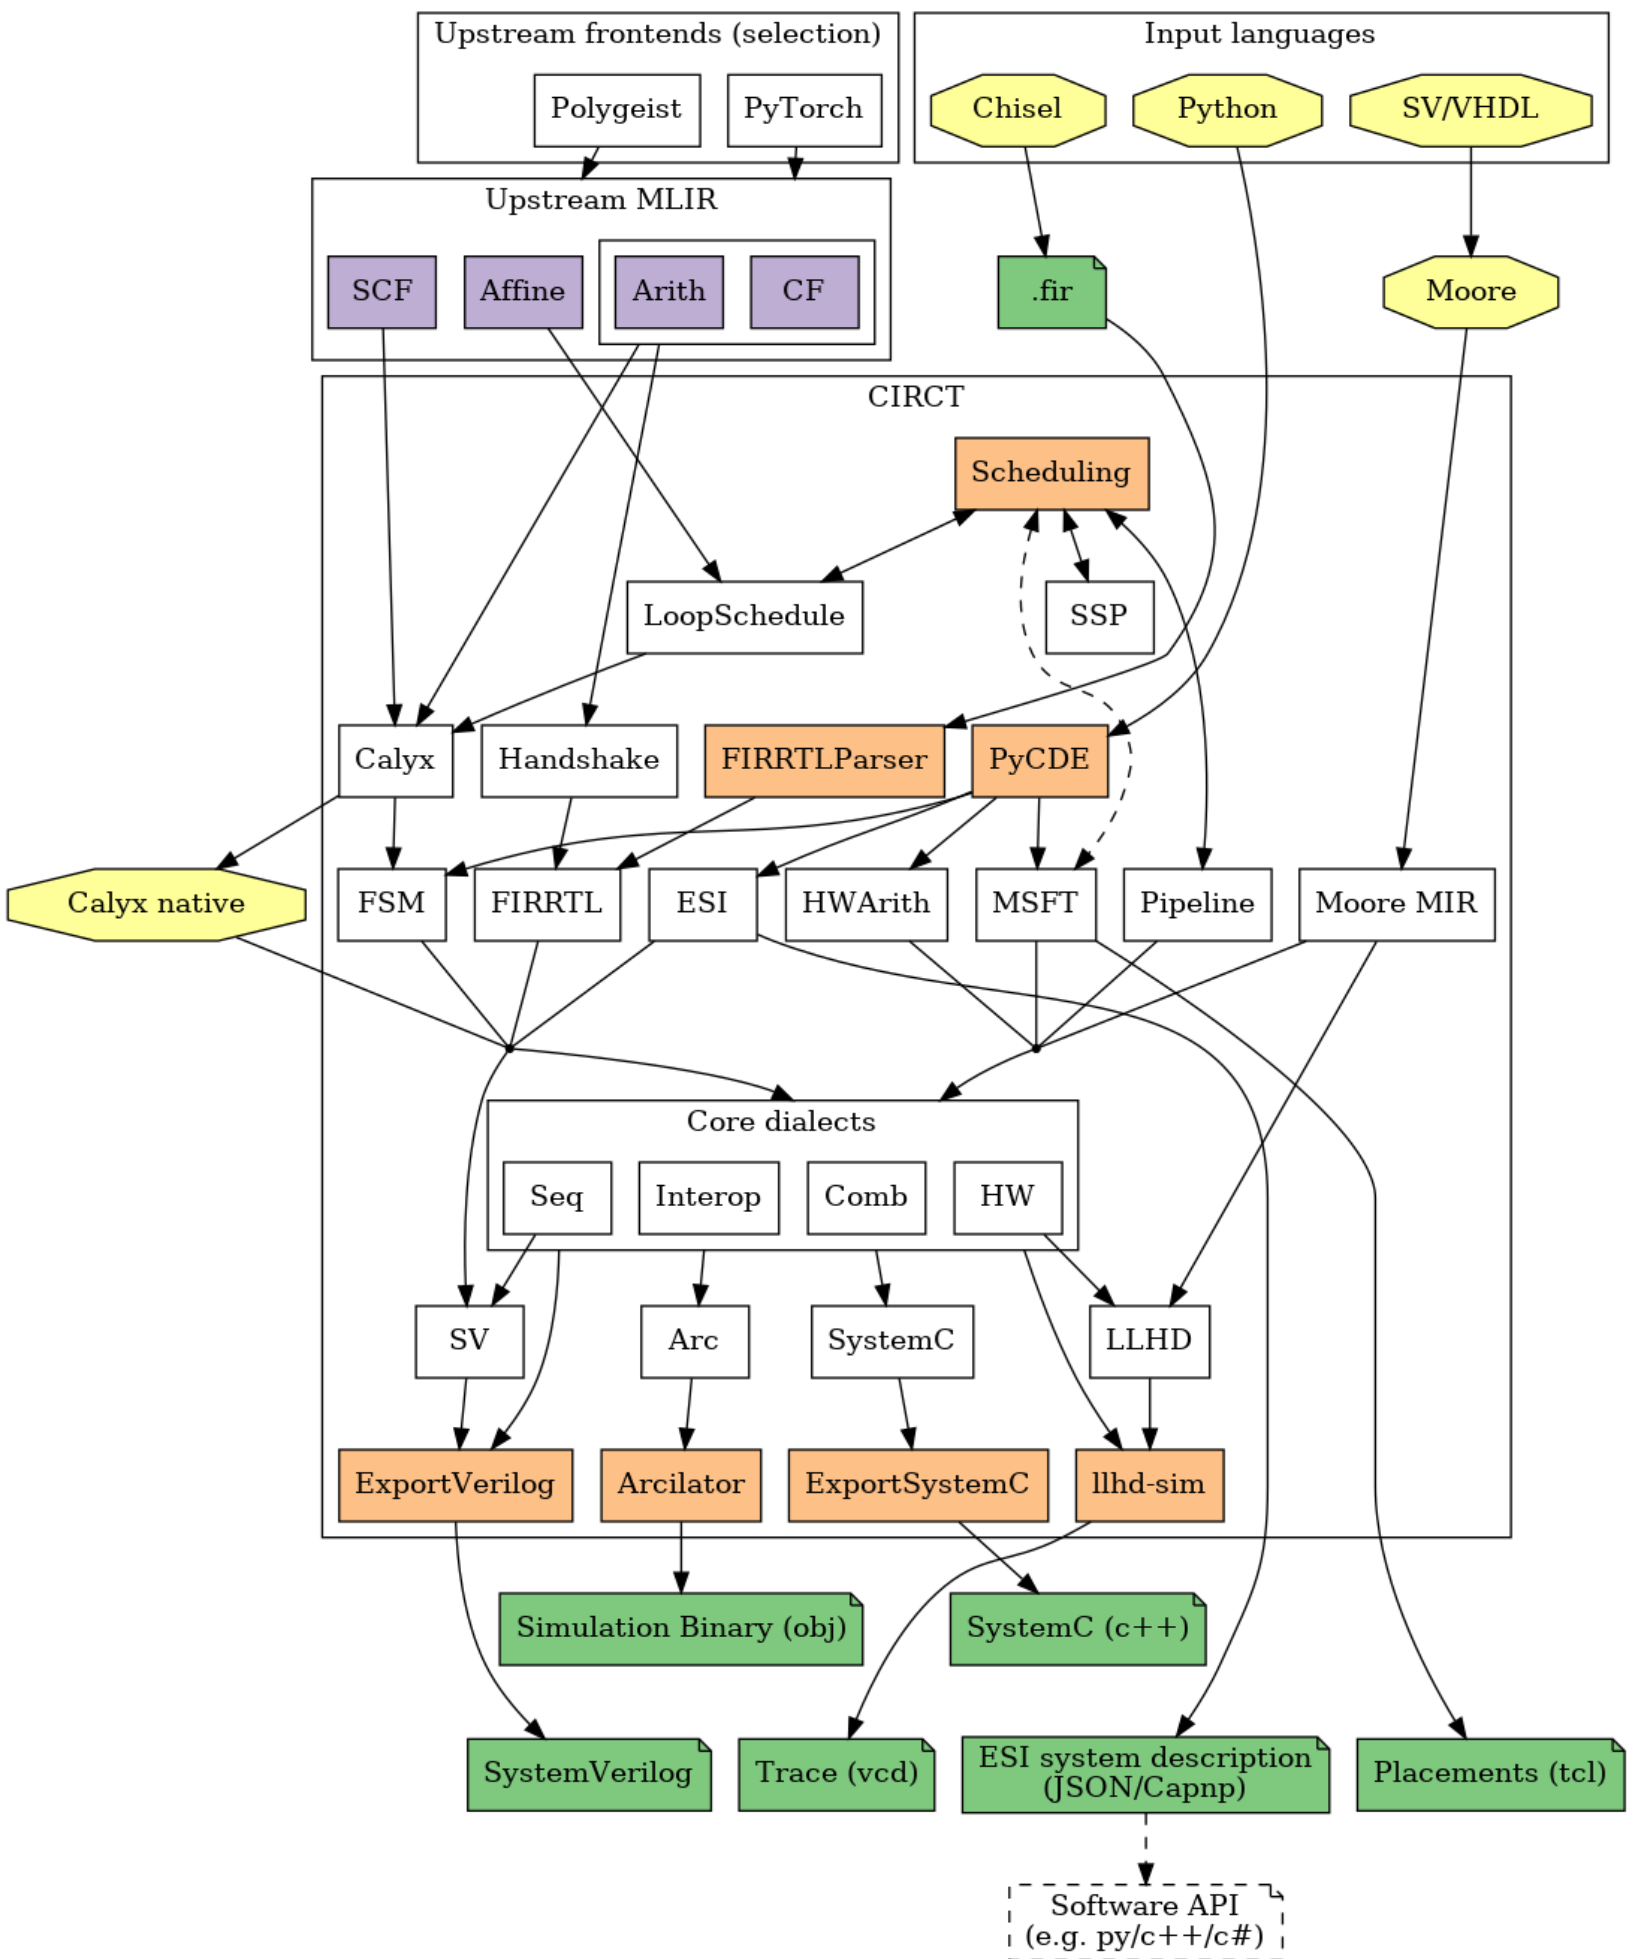 Upstream frontends (selection)
Input languages
Polygeist
PyTorch
Chisel
Python
SV/VHDL
Upstream MLIR
SCF
Affine
Arith
CF
.fir
Moore
CIRCT
Scheduling
LoopSchedule
SSP
Calyx
Handshake
FIRRTLParser
PyCDE
Calyx native
FSM
FIRRTL
ESI
HWArith
MSFT
Pipeline
Moore MIR
Core dialects
Seq
Interop
Comb
HW
SV
Arc
SystemC
LLHD
ExportVerilog
Arcilator
ExportSystemC
llhd-sim
Simulation Binary (obj)
SystemC (c++)
SystemVerilog
Trace (vcd)
ESI system description
(JSON/Capnp)
Placements (tcl)
Software API
(e.g. py/c++/c#)